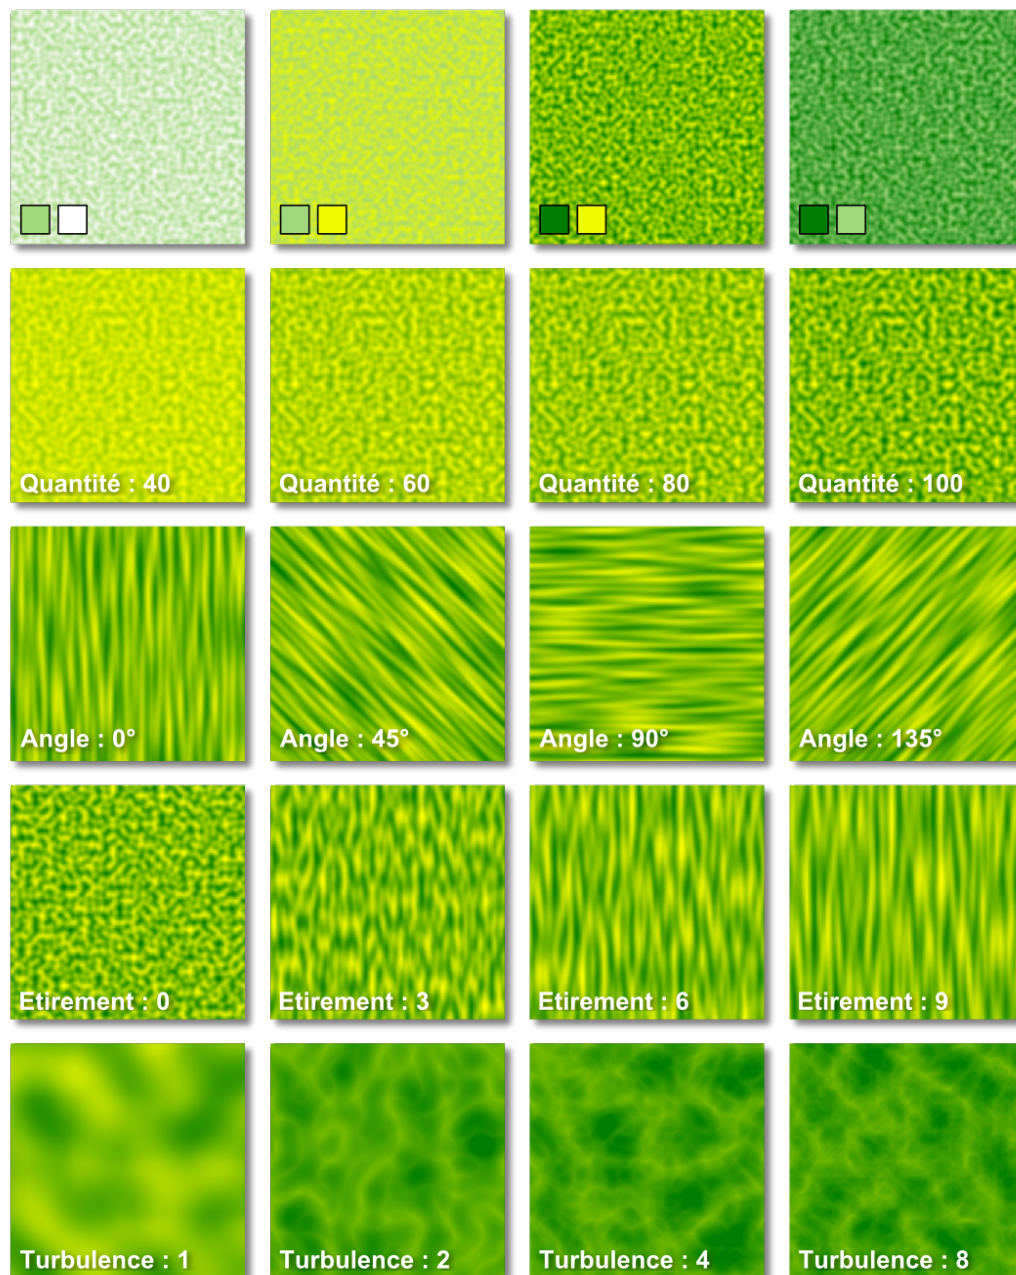 Quantité : 40
Quantité : 60
Quantité : 80
Quantité : 100
Angle : 0°
Angle : 45°
Angle : 90°
Angle : 135°
Etirement : 0
Etirement : 3
Etirement : 6
Etirement : 9
Turbulence : 1
Turbulence : 2
Turbulence : 4
Turbulence : 8